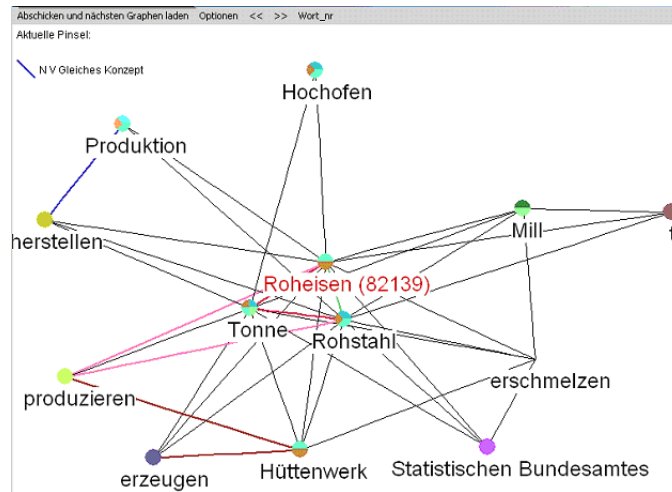 Abschicken und nächsten Graphen laden Optionen << >> Wort_nr
Aktuelle Pinsel:
N V Gleiches Konzept
Hochofen
Produktion
herstellen
Mill
Roheisen (82139)
Tonne
Rohstahl
erschmelzen
produzieren
erzeugen
Hüttenwerk
Statistischen Bundesamtes